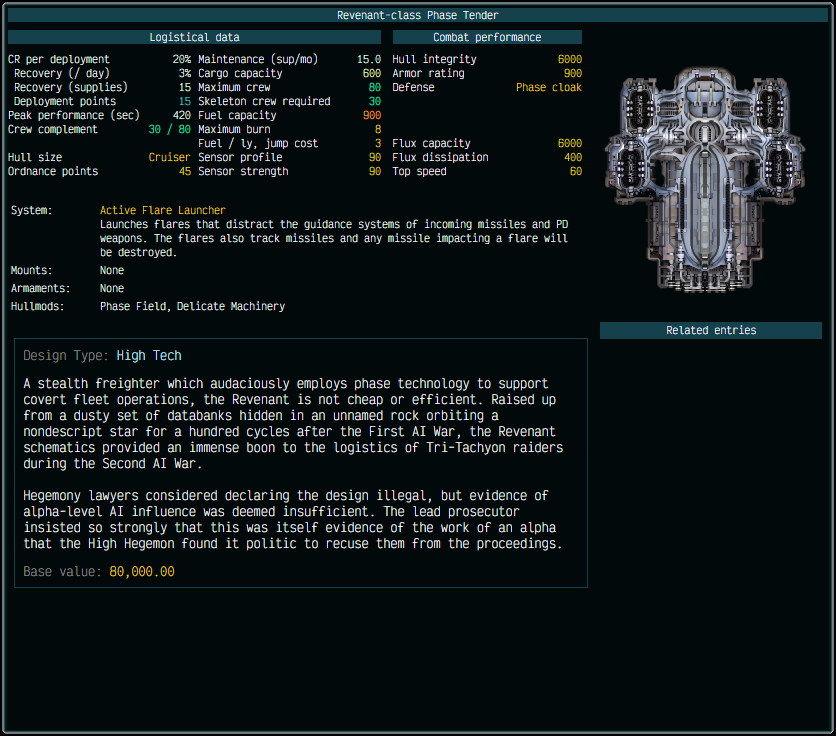 Revenant-class Phase Tender
Logistical data
Combat performance
CR per deployment 20% Maintenance (sup/mo) 15.0 Hull integrity 6000
Recovery (/ day) 3% Cargo capacity 600 Armor rating 900
Recovery (supplies) 15 Maximum crew 80 Defense Phase cloak
Deployment points 15 Skeleton crew required 30
Peak performance (sec) 420 Fuel capacity 900
Crew complement 30 / 80 Maximum burn 8
Fuel / ly, jump cost 3 Flux capacity 6000
Hull size Cruiser Sensor profile 90 Flux dissipation 400
Ordnance points 45 Sensor strength 90 Top speed 60
System: Active Flare Launcher
Launches flares that distract the guidance systems of incoming missiles and PD
weapons. The flares also track missiles and any missile impacting a flare will
be destroyed.
Mounts: None
Armaments: None
Hullmods: Phase Field, Delicate Machinery
Related entries
Design Type: High Tech
A stealth freighter which audaciously employs phase technology to support
covert fleet operations, the Revenant is not cheap or efficient. Raised up
from a dusty set of databanks hidden in an unnamed rock orbiting a
nondescript star for a hundred cycles after the First AI War, the Revenant
schematics provided an immense boon to the logistics of Tri-Tachyon raiders
during the Second AI War.
Hegemony lawyers considered declaring the design illegal, but evidence of
alpha-level AI influence was deemed insufficient. The lead prosecutor
insisted so strongly that this was itself evidence of the work of an alpha
that the High Hegemon found it politic to recuse them from the proceedings.
Base value: 80,000.00